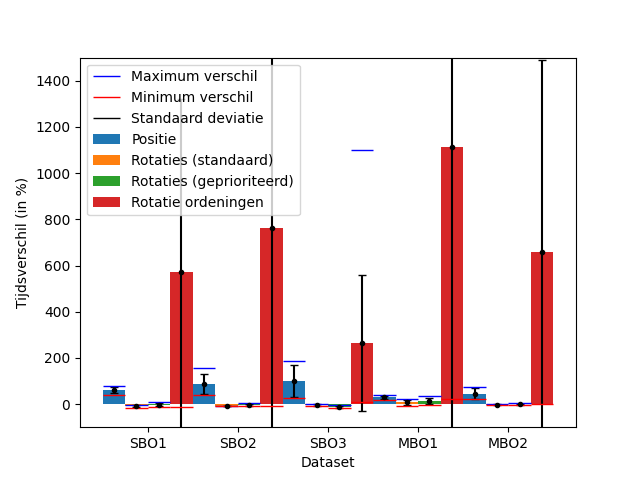 1400
1200
1000
800
600
400
200
0
Tijdsverschil (in %)
Maximum verschil
Minimum verschil
Standaard deviatie
Positie
Rotaties (standaard)
Rotaties (geprioriteerd)
Rotatie ordeningen
SBO1 SBO2 SBO3 MBO1 MBO2
Dataset